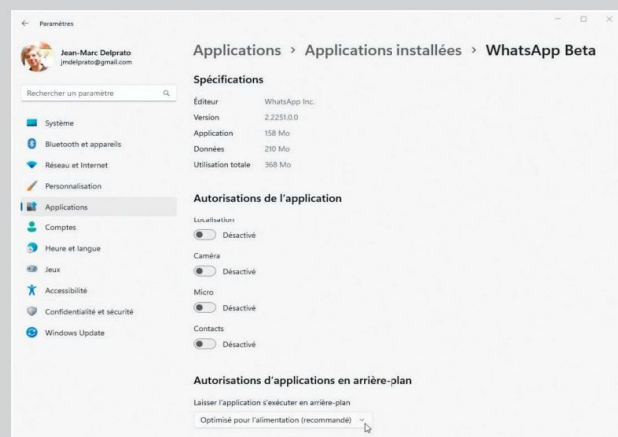 Paramètres
Jean-Marc Delprato
jmdelprato@gmail.com
Rechercher un paramètre
Système
Bluetooth et appareils
Réseau et Internet
Personnalisation
Applications
Comptes
Heure et langue
Jeux
Accessibilité
Confidentialité et sécurité
Windows Update
Applications > Applications installées > WhatsApp Beta
Spécifications
Éditeur WhatsApp Inc.
Version 2.2251.0.0
Application 158 Mo
Données 210 Mo
Utilisation totale 368 Mo
Autorisations de l'application
Localisation
Désactivé
Caméra
Désactivé
Micro
Désactivé
Contacts
Désactivé
Autorisations d'applications en arrière-plan
Laisser l'application s'exécuter en arrière-plan
Optimisé pour l'alimentation (recommandé)